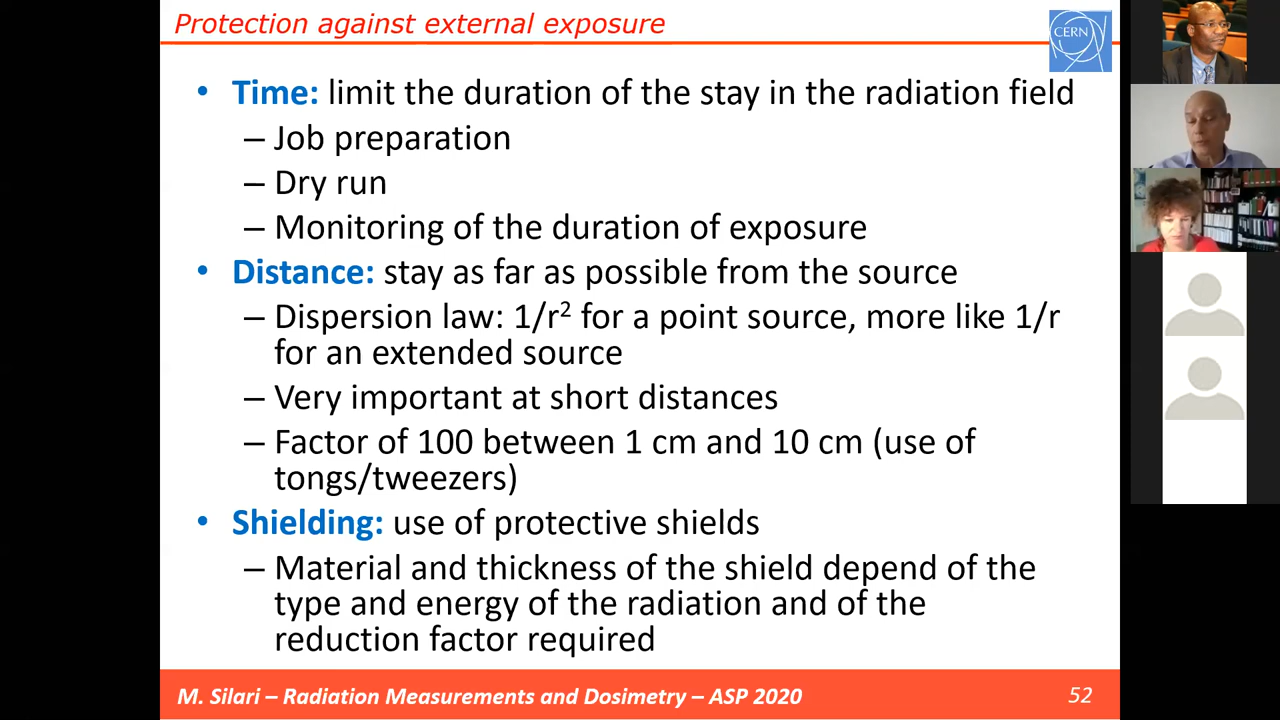 Protection against external exposure
CERN
• Time: limit the duration of the stay in the radiation field
– Job preparation
– Dry run
– Monitoring of the duration of exposure
• Distance: stay as far as possible from the source
– Dispersion law: 1/r² for a point source, more like 1/r
for an extended source
– Very important at short distances
– Factor of 100 between 1 cm and 10 cm (use of
tongs/tweezers)
• Shielding: use of protective shields
– Material and thickness of the shield depend of the
type and energy of the radiation and of the
reduction factor required
M. Silari – Radiation Measurements and Dosimetry – ASP 2020
52